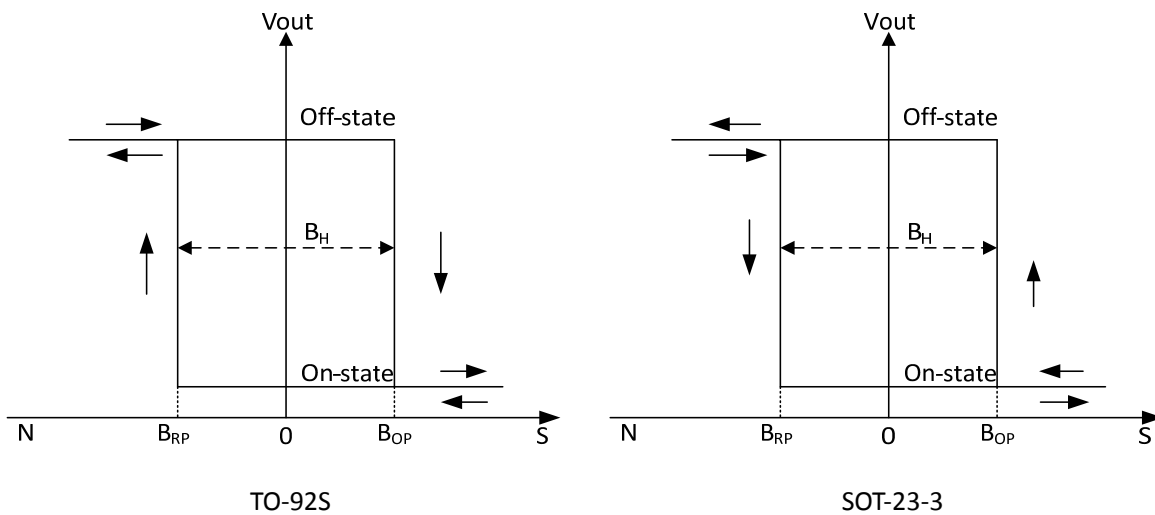 Vout
Off-state
B_H
On-state
N
B_RP
0
B_OP
S
TO-92S
Vout
Off-state
B_H
On-state
N
B_RP
0
B_OP
S
SOT-23-3